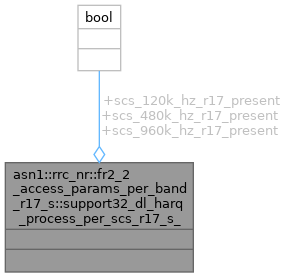 bool
+scs_120k_hz_r17_present
+scs_480k_hz_r17_present
+scs_960k_hz_r17_present
asn1::rrc_nr::fr2_2
_access_params_per_band
_r17_s::support32_dl_harq
_process_per_scs_r17_s_